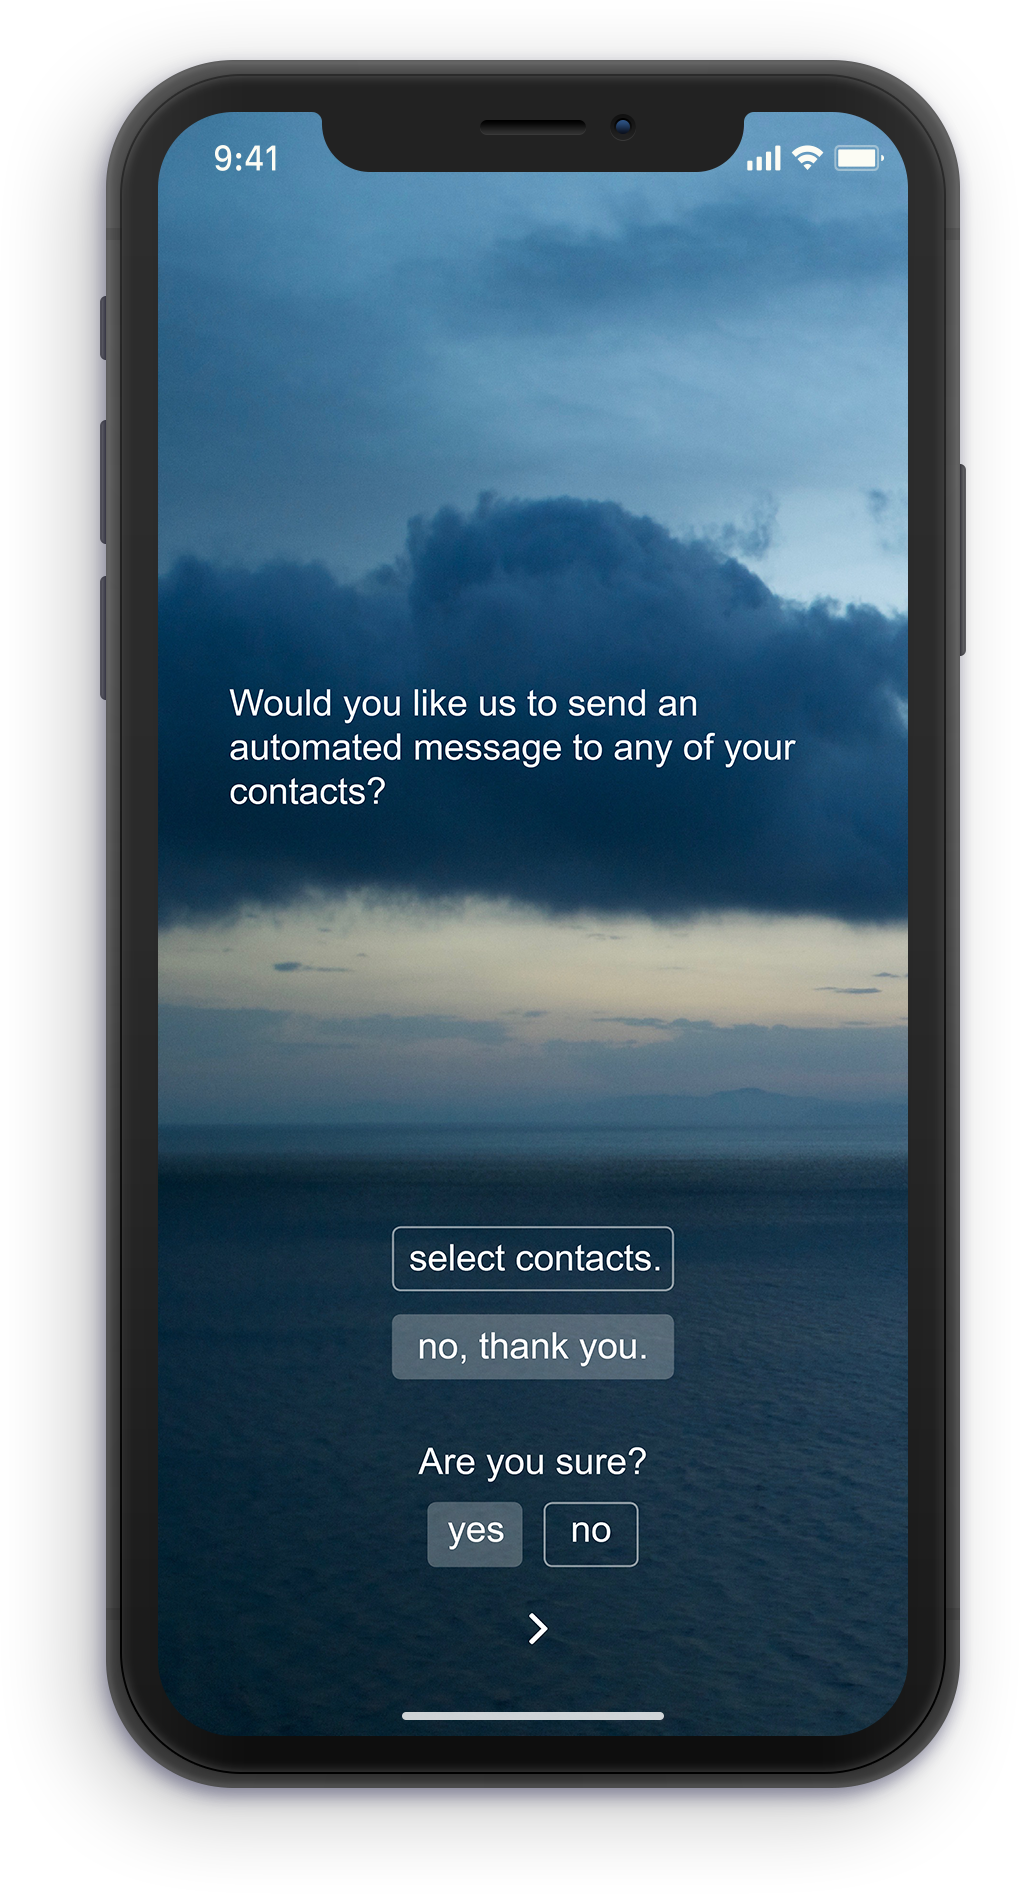 9:41
Would you like us to send an
automated message to any of your
contacts?
select contacts.
no, thank you.
Are you sure?
yes no